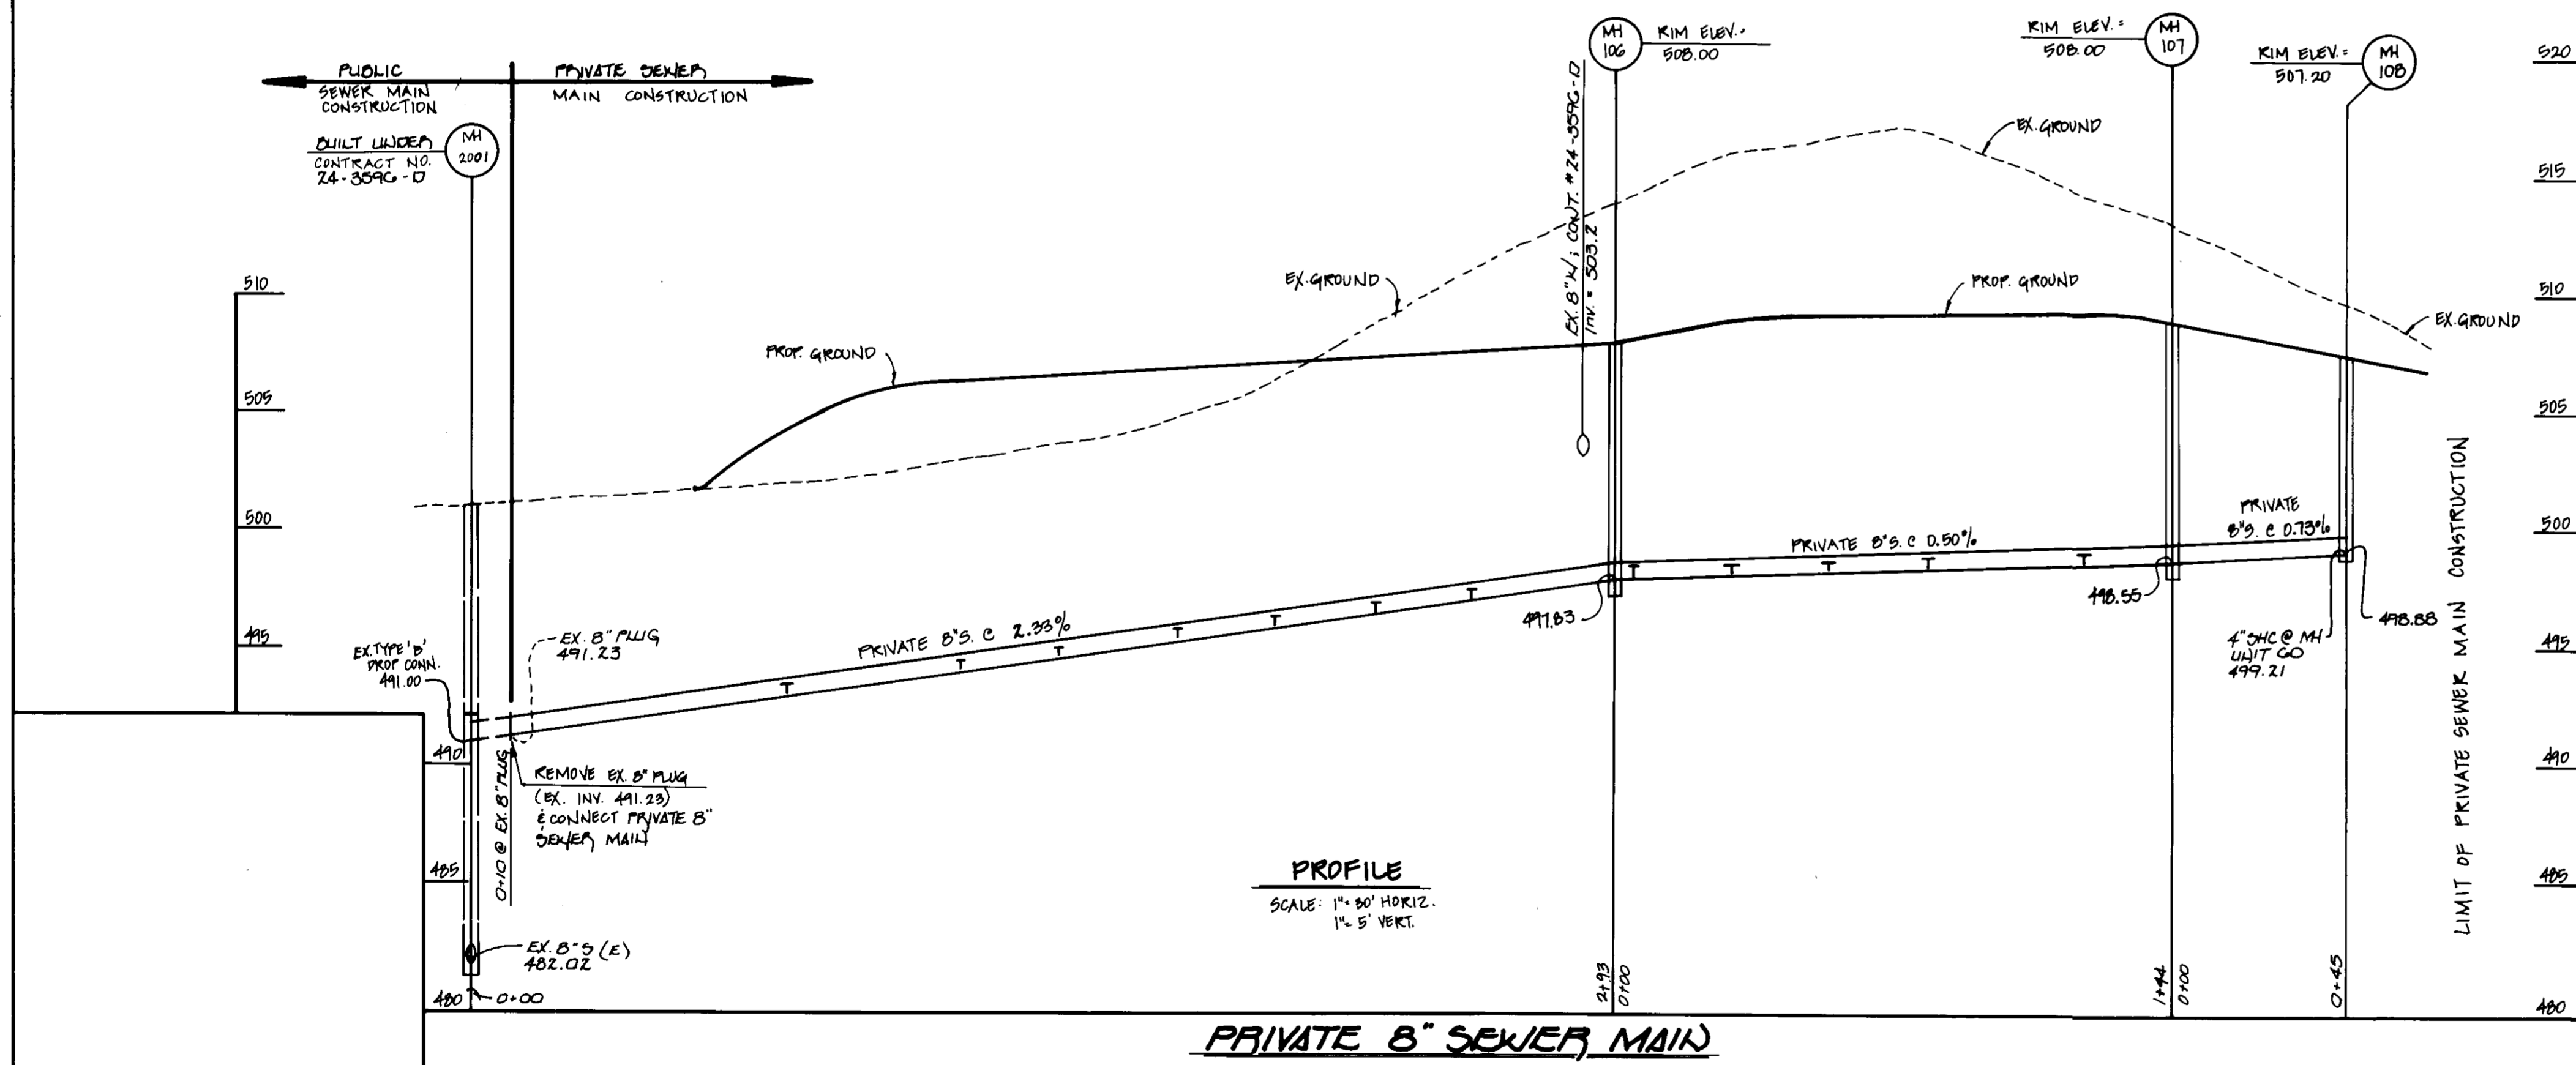 PUBLIC
SEWER MAIN
CONSTRUCTION
PRIVATE SEWER
MAIN CONSTRUCTION
BUILT UNDER
CONTRACT NO.
24-3596-D
MH
2001
MH
106
RIM ELEV.=
508.00
RIM ELEV.=
508.00
MH
107
RIM ELEV.=
507.20
MH
108
EX. 8" W; CONT. #24-3596-D
INV. = 503.2
EX. GROUND
EX. GROUND
EX. GROUND
PROP. GROUND
PROP. GROUND
510
505
500
495
490
485
480
520
515
510
505
500
495
490
485
480
PRIVATE 8"S. @ 2.33%
PRIVATE 8"S. @ 0.50%
PRIVATE
8"S. @ 0.73%
EX. TYPE 'B'
DROP CONN.
491.00
EX. 8" PLUG
491.23
497.83
498.55
498.88
4" SHC @ MH
UNIT 60
499.21
REMOVE EX. 8" PLUG
(EX. INV. 491.23)
& CONNECT PRIVATE 8"
SEWER MAIN
0+10 @ EX. 8" PLUG
EX. 8" S (E)
482.02
0+00
PROFILE
SCALE: 1"=30' HORIZ.
1"=5' VERT.
2+93
0+00
1+44
0+00
0+45
LIMIT OF PRIVATE SEWER MAIN CONSTRUCTION
PRIVATE 8" SEWER MAIN